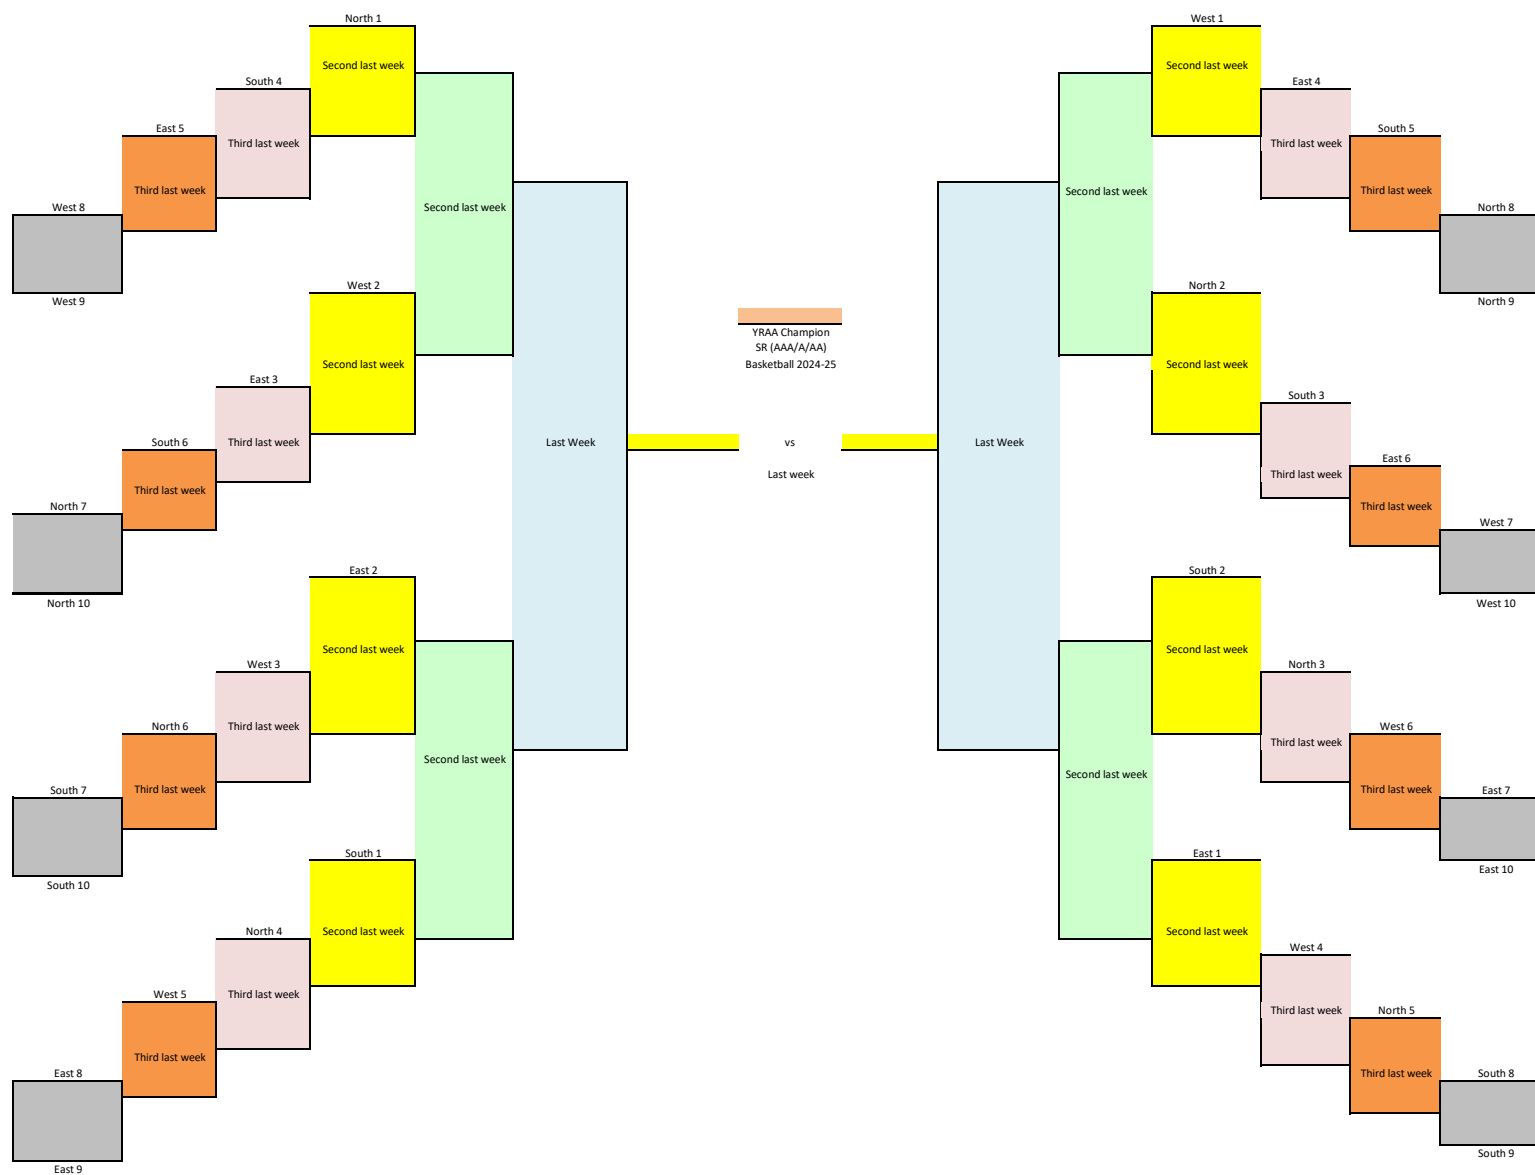 North 1
West 1
Second last week
Second last week
South 4
East 4
East 5
South 5
Third last week
Third last week
Third last week
Third last week
West 8
Second last week
Second last week
North 8
West 9
West 2
North 2
North 9
YRAA Champion
SR (AAA/A/AA)
Basketball 2024-25
Second last week
Second last week
East 3
South 3
South 6
Third last week
Last Week
vs
Last Week
East 6
Third last week
Last week
Third last week
Third last week
North 7
West 7
North 10
East 2
South 2
West 10
Second last week
Second last week
West 3
North 3
North 6
Third last week
Third last week
West 6
Second last week
Second last week
Third last week
Third last week
South 7
East 7
South 10
South 1
East 1
East 10
North 4
Second last week
Second last week
West 4
West 5
Third last week
Third last week
North 5
Third last week
Third last week
East 8
South 8
East 9
South 9